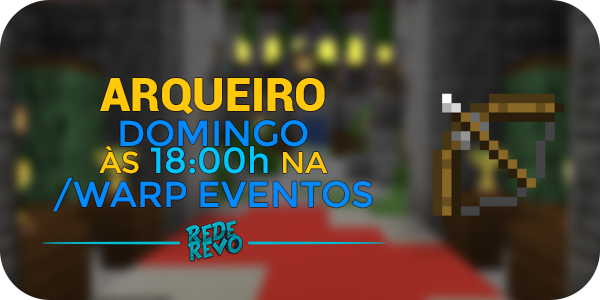 ARQUEIRO
DOMINGO
ÀS 18:00h NA
/WARP EVENTOS
REDE
REVO